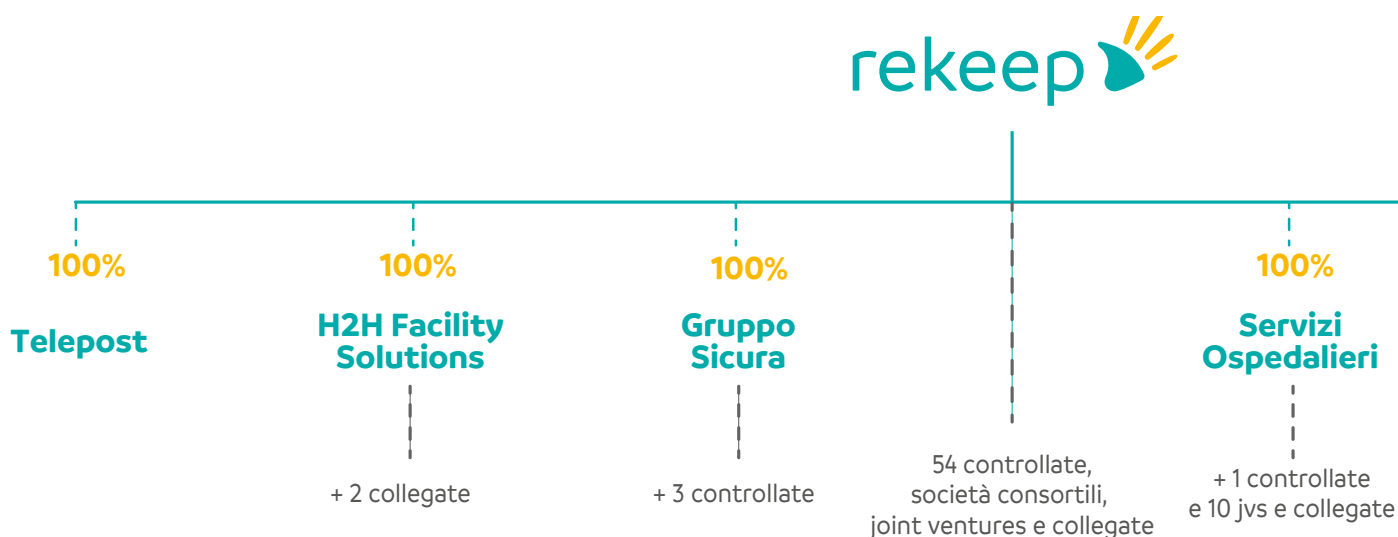 rekeep
100%
100%
100%
100%
Telepost
H2H Facility
Solutions
Gruppo
Sicura
Servizi
Ospedalieri
+ 2 collegate
+ 3 controllate
54 controllate,
società consortili,
joint ventures e collegate
+ 1 controllate
e 10 jvs e collegate